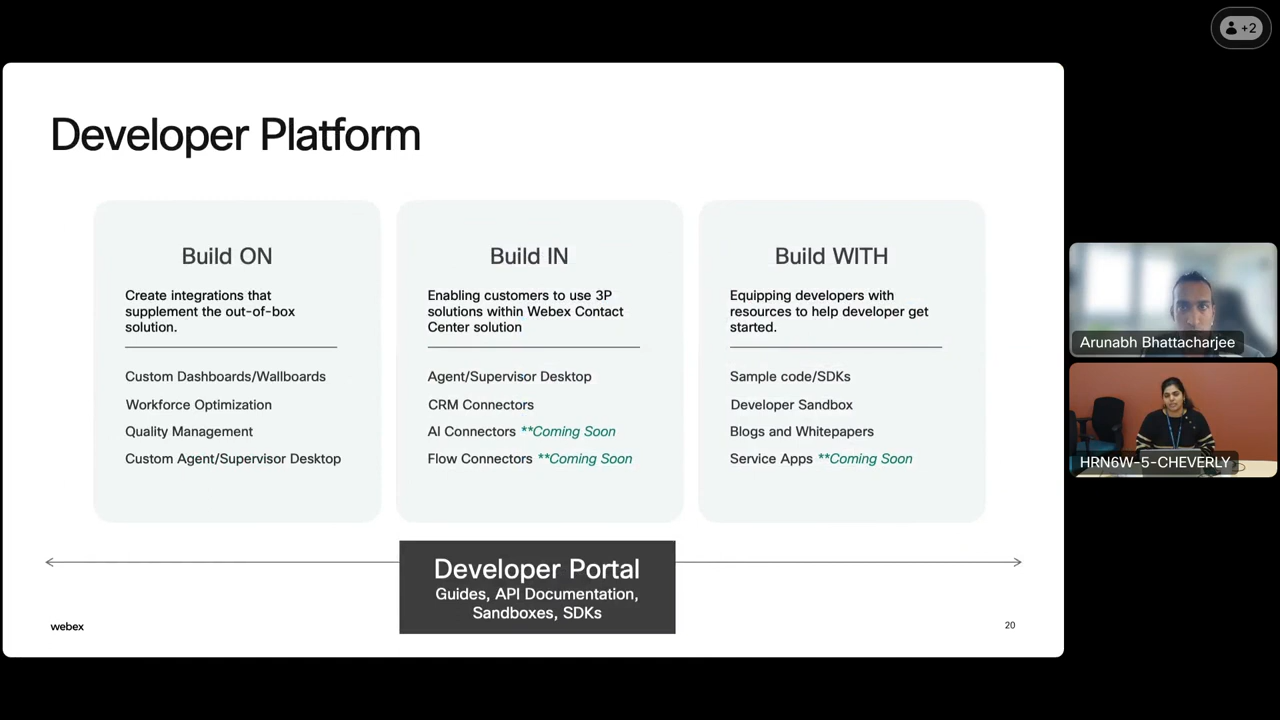 +2
Developer Platform
Build ON
Create integrations that
supplement the out-of-box
solution.
Custom Dashboards/Wallboards
Workforce Optimization
Quality Management
Custom Agent/Supervisor Desktop
Build IN
Enabling customers to use 3P
solutions within Webex Contact
Center solution
Agent/Supervisor Desktop
CRM Connectors
AI Connectors **Coming Soon
Flow Connectors **Coming Soon
Build WITH
Equipping developers with
resources to help developer get
started.
Sample code/SDKs
Developer Sandbox
Blogs and Whitepapers
Service Apps **Coming Soon
Developer Portal
Guides, API Documentation,
Sandboxes, SDKs
webex
20
Arunabh Bhattacharjee
HRN6W-5-CHEVERLY